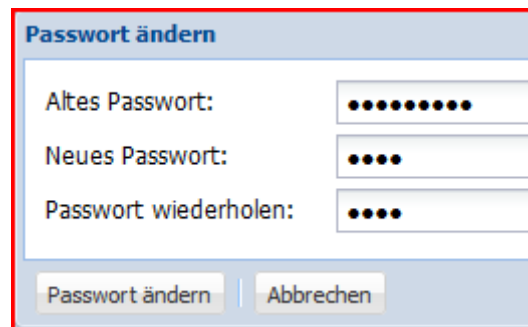 Passwort ändern
Altes Passwort: •••••••••
Neues Passwort: ••••
Passwort wiederholen: ••••
Passwort ändern Abbrechen